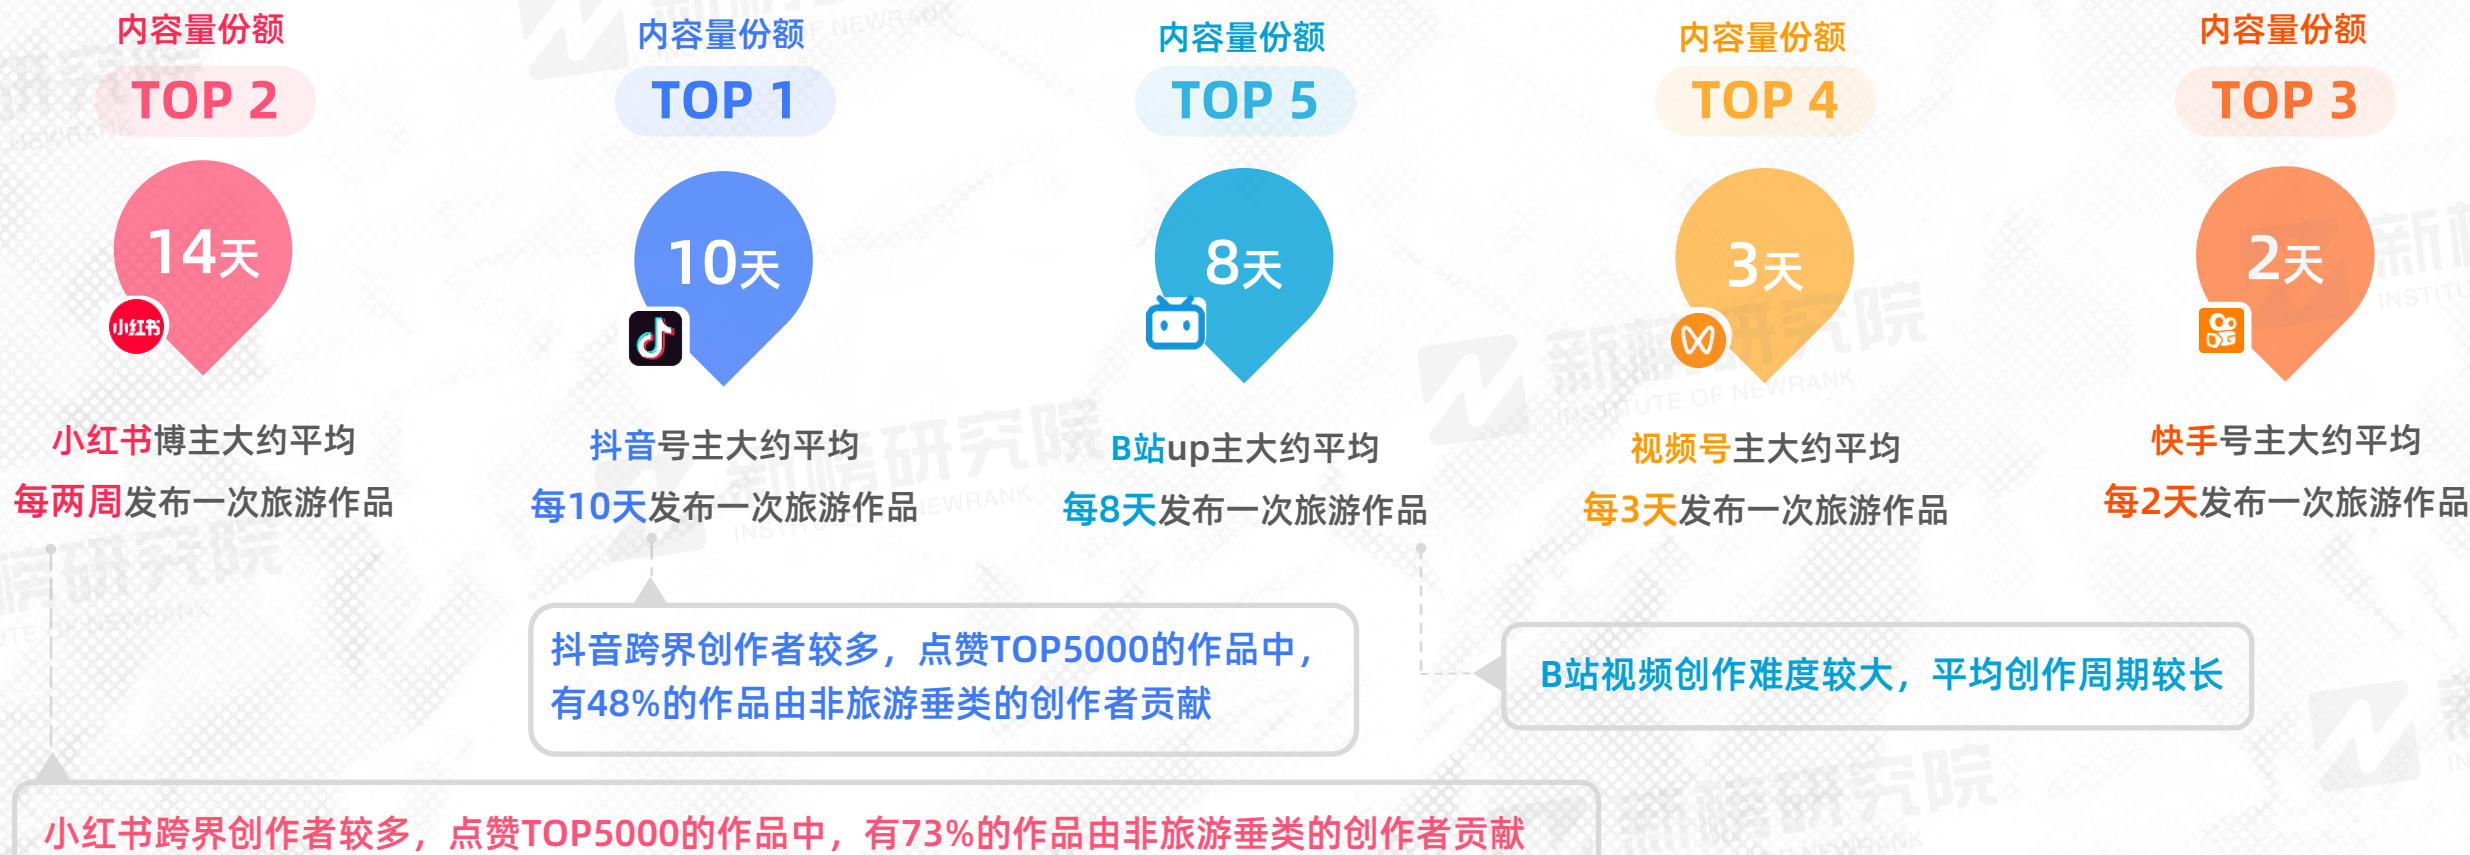 内容量份额
TOP 2
14天
小红书
小红书博主大约平均
每两周发布一次旅游作品
内容量份额
TOP 1
10天
抖音号主大约平均
每10天发布一次旅游作品
内容量份额
TOP 5
8天
B站up主大约平均
每8天发布一次旅游作品
内容量份额
TOP 4
3天
视频号主大约平均
每3天发布一次旅游作品
内容量份额
TOP 3
2天
快手号主大约平均
每2天发布一次旅游作品
抖音跨界创作者较多，点赞TOP5000的作品中，
有48%的作品由非旅游垂类的创作者贡献
B站视频创作难度较大，平均创作周期较长
小红书跨界创作者较多，点赞TOP5000的作品中，有73%的作品由非旅游垂类的创作者贡献
新榜研究院
INSTITUTE OF NEWRANK